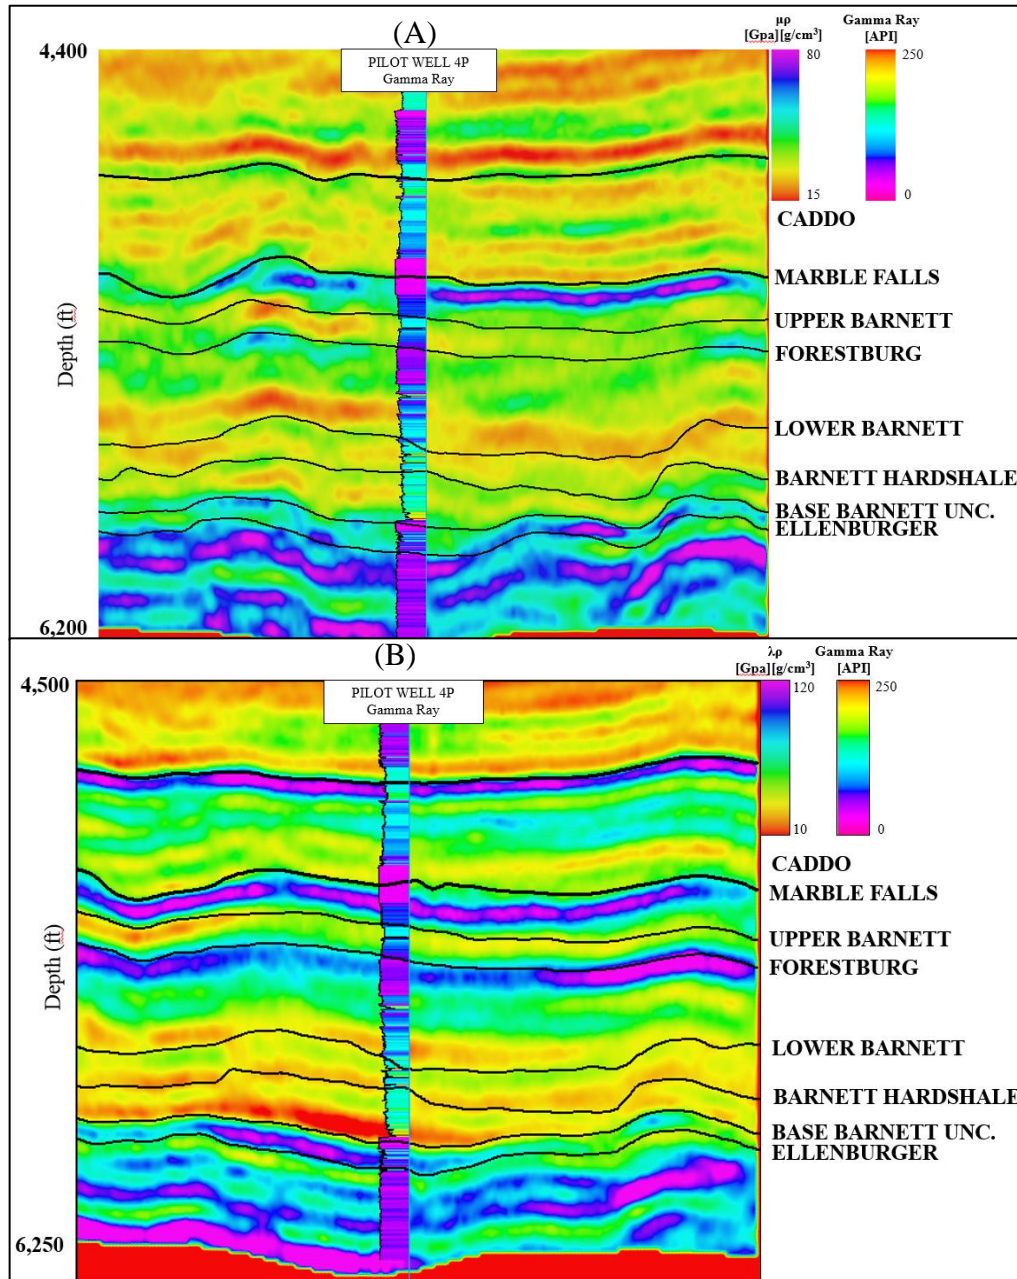 (A)
4,400
PILOT WELL 4P
Gamma Ray
μρ
[Gpa][g/cm³]
80
15
Gamma Ray
[API]
250
0
CADDO
MARBLE FALLS
UPPER BARNETT
FORESTBURG
LOWER BARNETT
BARNETT HARDSHALE
BASE BARNETT UNC.
ELLENBURGER
Depth (ft)
6,200
(B)
4,500
PILOT WELL 4P
Gamma Ray
λρ
[Gpa][g/cm³]
120
10
Gamma Ray
[API]
250
0
CADDO
MARBLE FALLS
UPPER BARNETT
FORESTBURG
LOWER BARNETT
BARNETT HARDSHALE
BASE BARNETT UNC.
ELLENBURGER
Depth (ft)
6,250